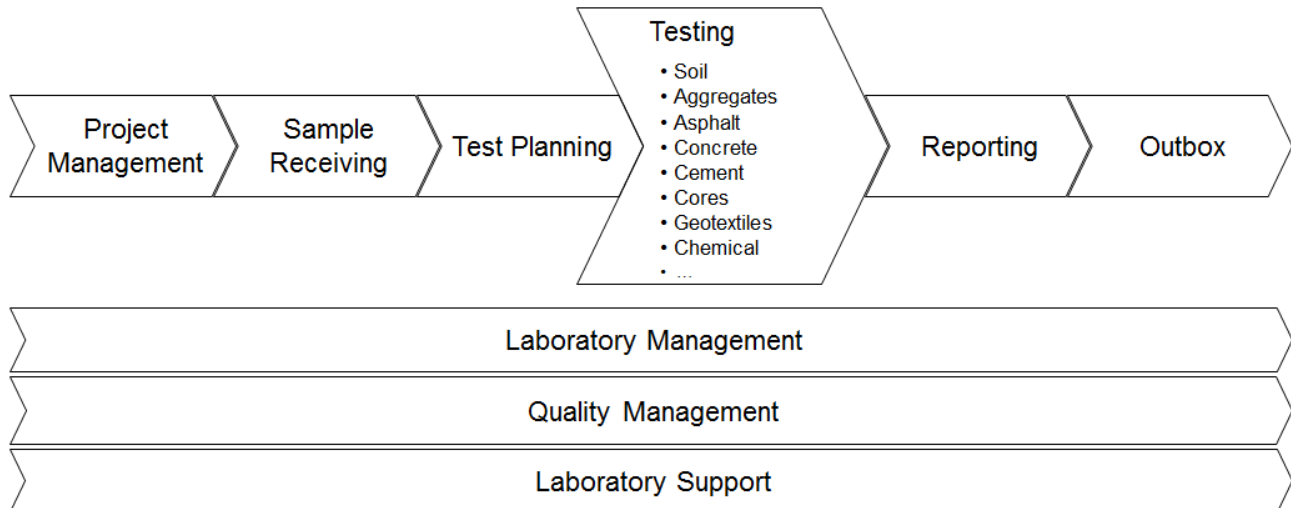 Project
Management
Sample
Receiving
Test Planning
Testing
• Soil
• Aggregates
• Asphalt
• Concrete
• Cement
• Cores
• Geotextiles
• Chemical
• ...
Reporting
Outbox
Laboratory Management
Quality Management
Laboratory Support